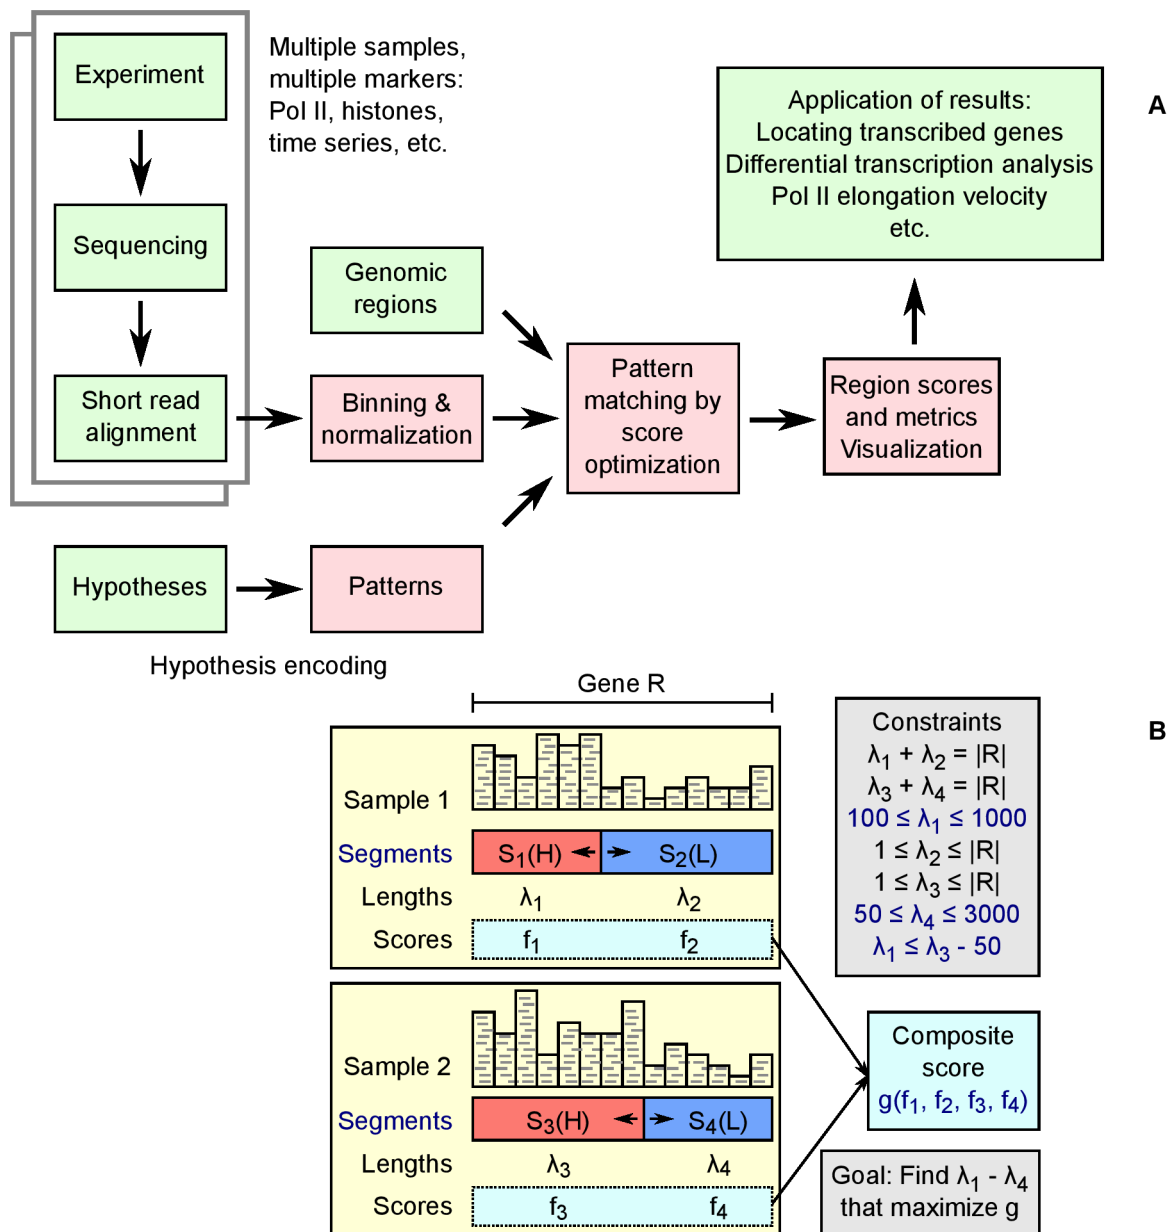 Experiment
Sequencing
Short read
alignment
Multiple samples,
multiple markers:
Pol II, histones,
time series, etc.
Genomic
regions
Binning &
normalization
Hypotheses
Patterns
Hypothesis encoding
Pattern
matching by
score
optimization
Region scores
and metrics
Visualization
Application of results:
Locating transcribed genes
Differential transcription analysis
Pol II elongation velocity
etc.
A
B
Gene R
Sample 1
Segments S₁(H) S₂(L)
Lengths λ₁ λ₂
Scores f₁ f₂
Sample 2
Segments S₃(H) S₄(L)
Lengths λ₃ λ₄
Scores f₃ f₄
Constraints
λ₁ + λ₂ = |R|
λ₃ + λ₄ = |R|
100 ≤ λ₁ ≤ 1000
1 ≤ λ₂ ≤ |R|
1 ≤ λ₃ ≤ |R|
50 ≤ λ₄ ≤ 3000
λ₁ ≤ λ₃ - 50
Composite
score
g(f₁, f₂, f₃, f₄)
Goal: Find λ₁ - λ₄
that maximize g